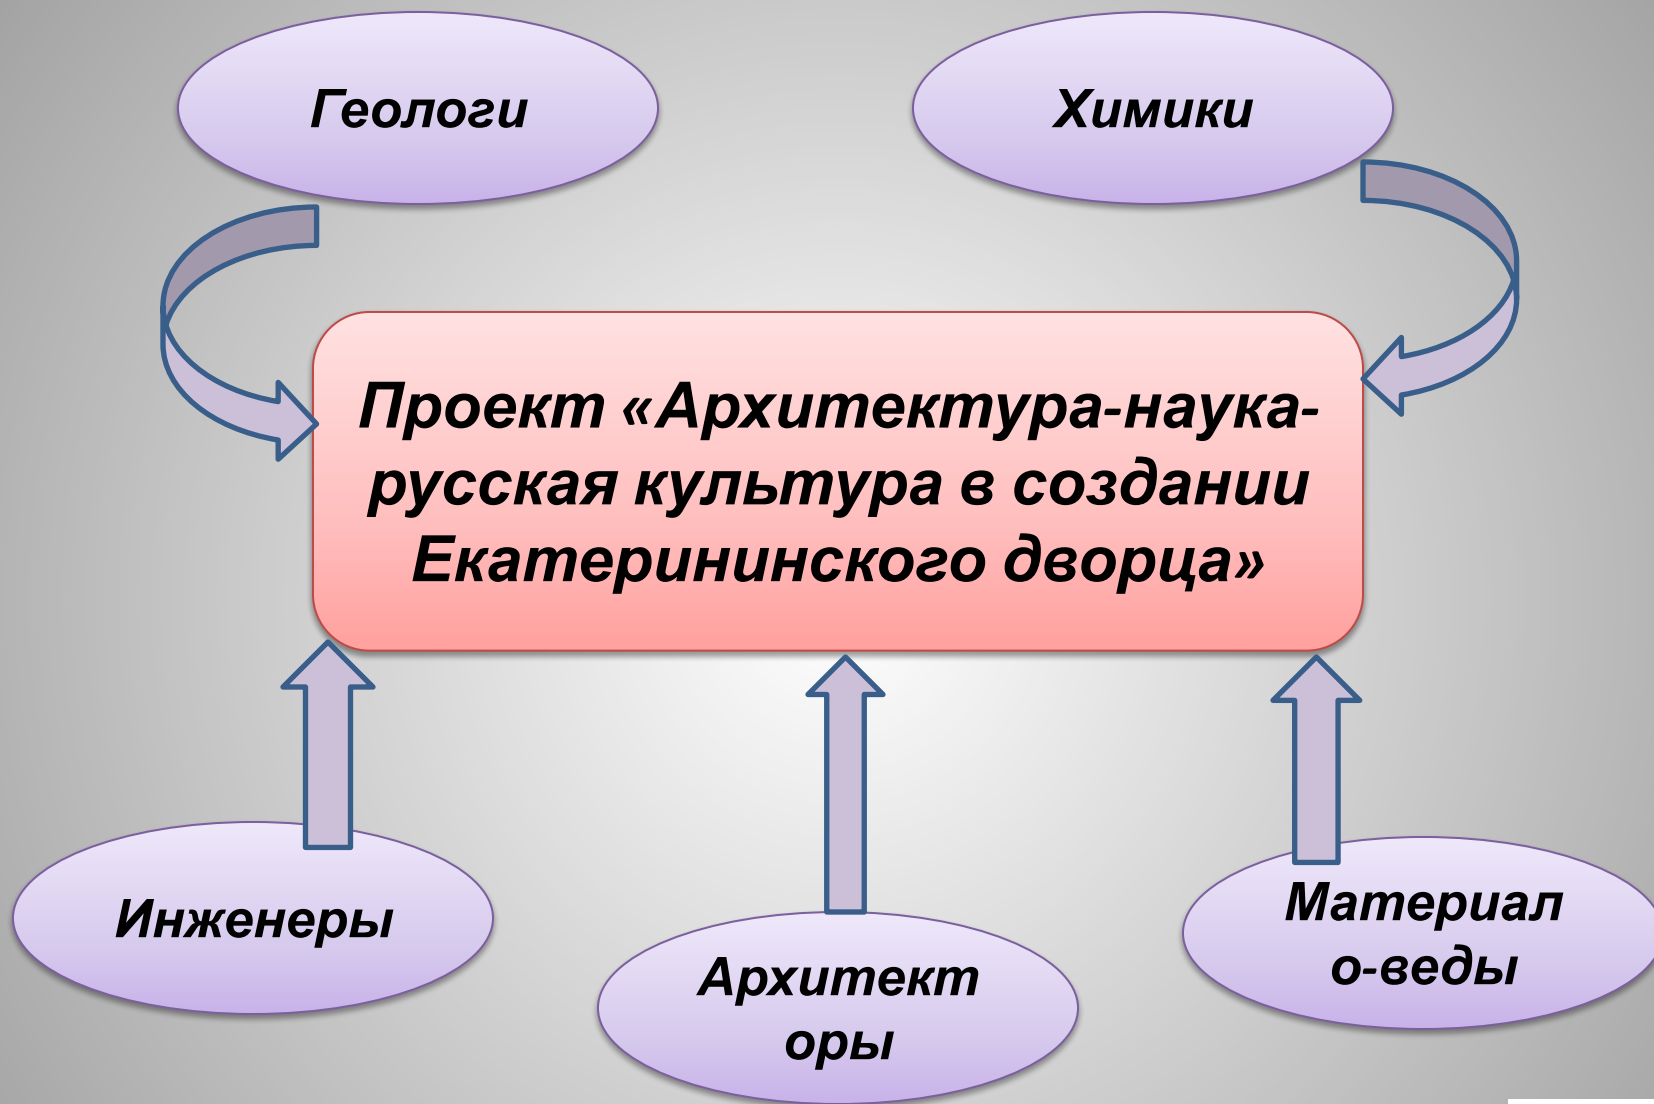 Геологи
Химики
Проект «Архитектура-наука-
русская культура в создании
Екатерининского дворца»
Инженеры
Архитект
оры
Материал
о-веды